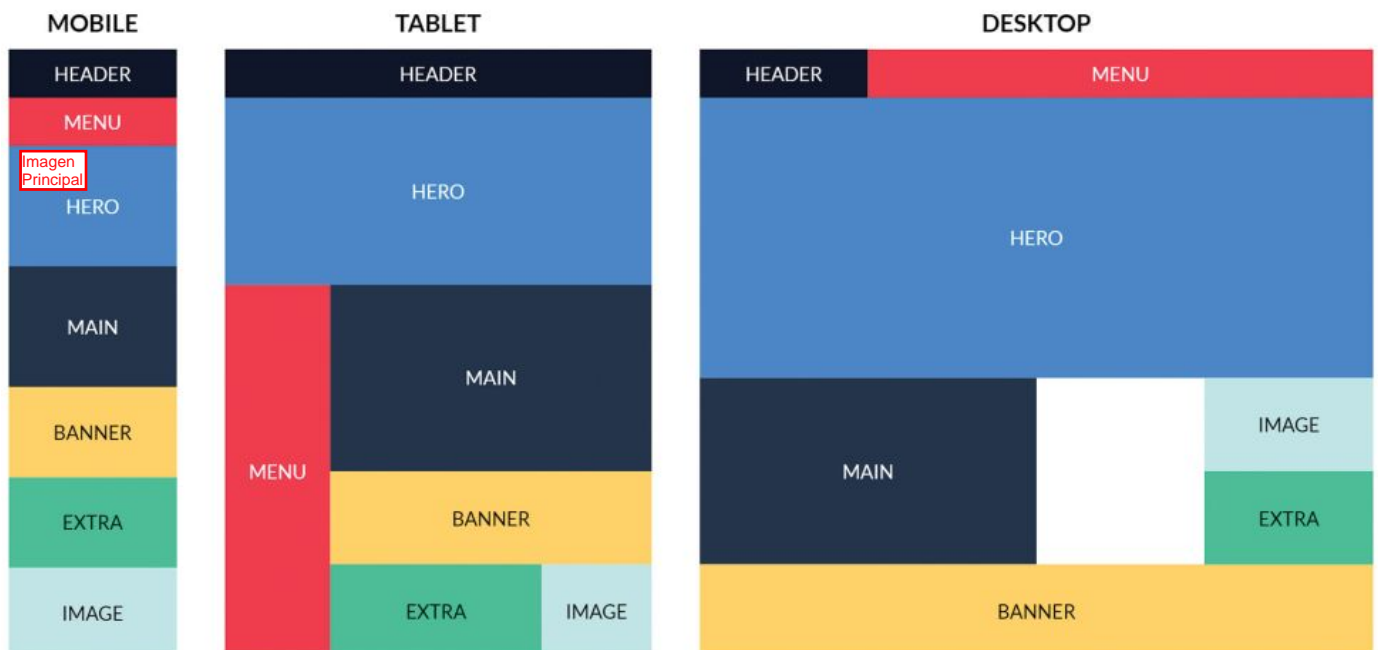 MOBILE
HEADER
MENU
Imagen
Principal
HERO
MAIN
BANNER
EXTRA
IMAGE
TABLET
HEADER
HERO
MENU
MAIN
BANNER
EXTRA
IMAGE
DESKTOP
HEADER
MENU
HERO
MAIN
IMAGE
EXTRA
BANNER